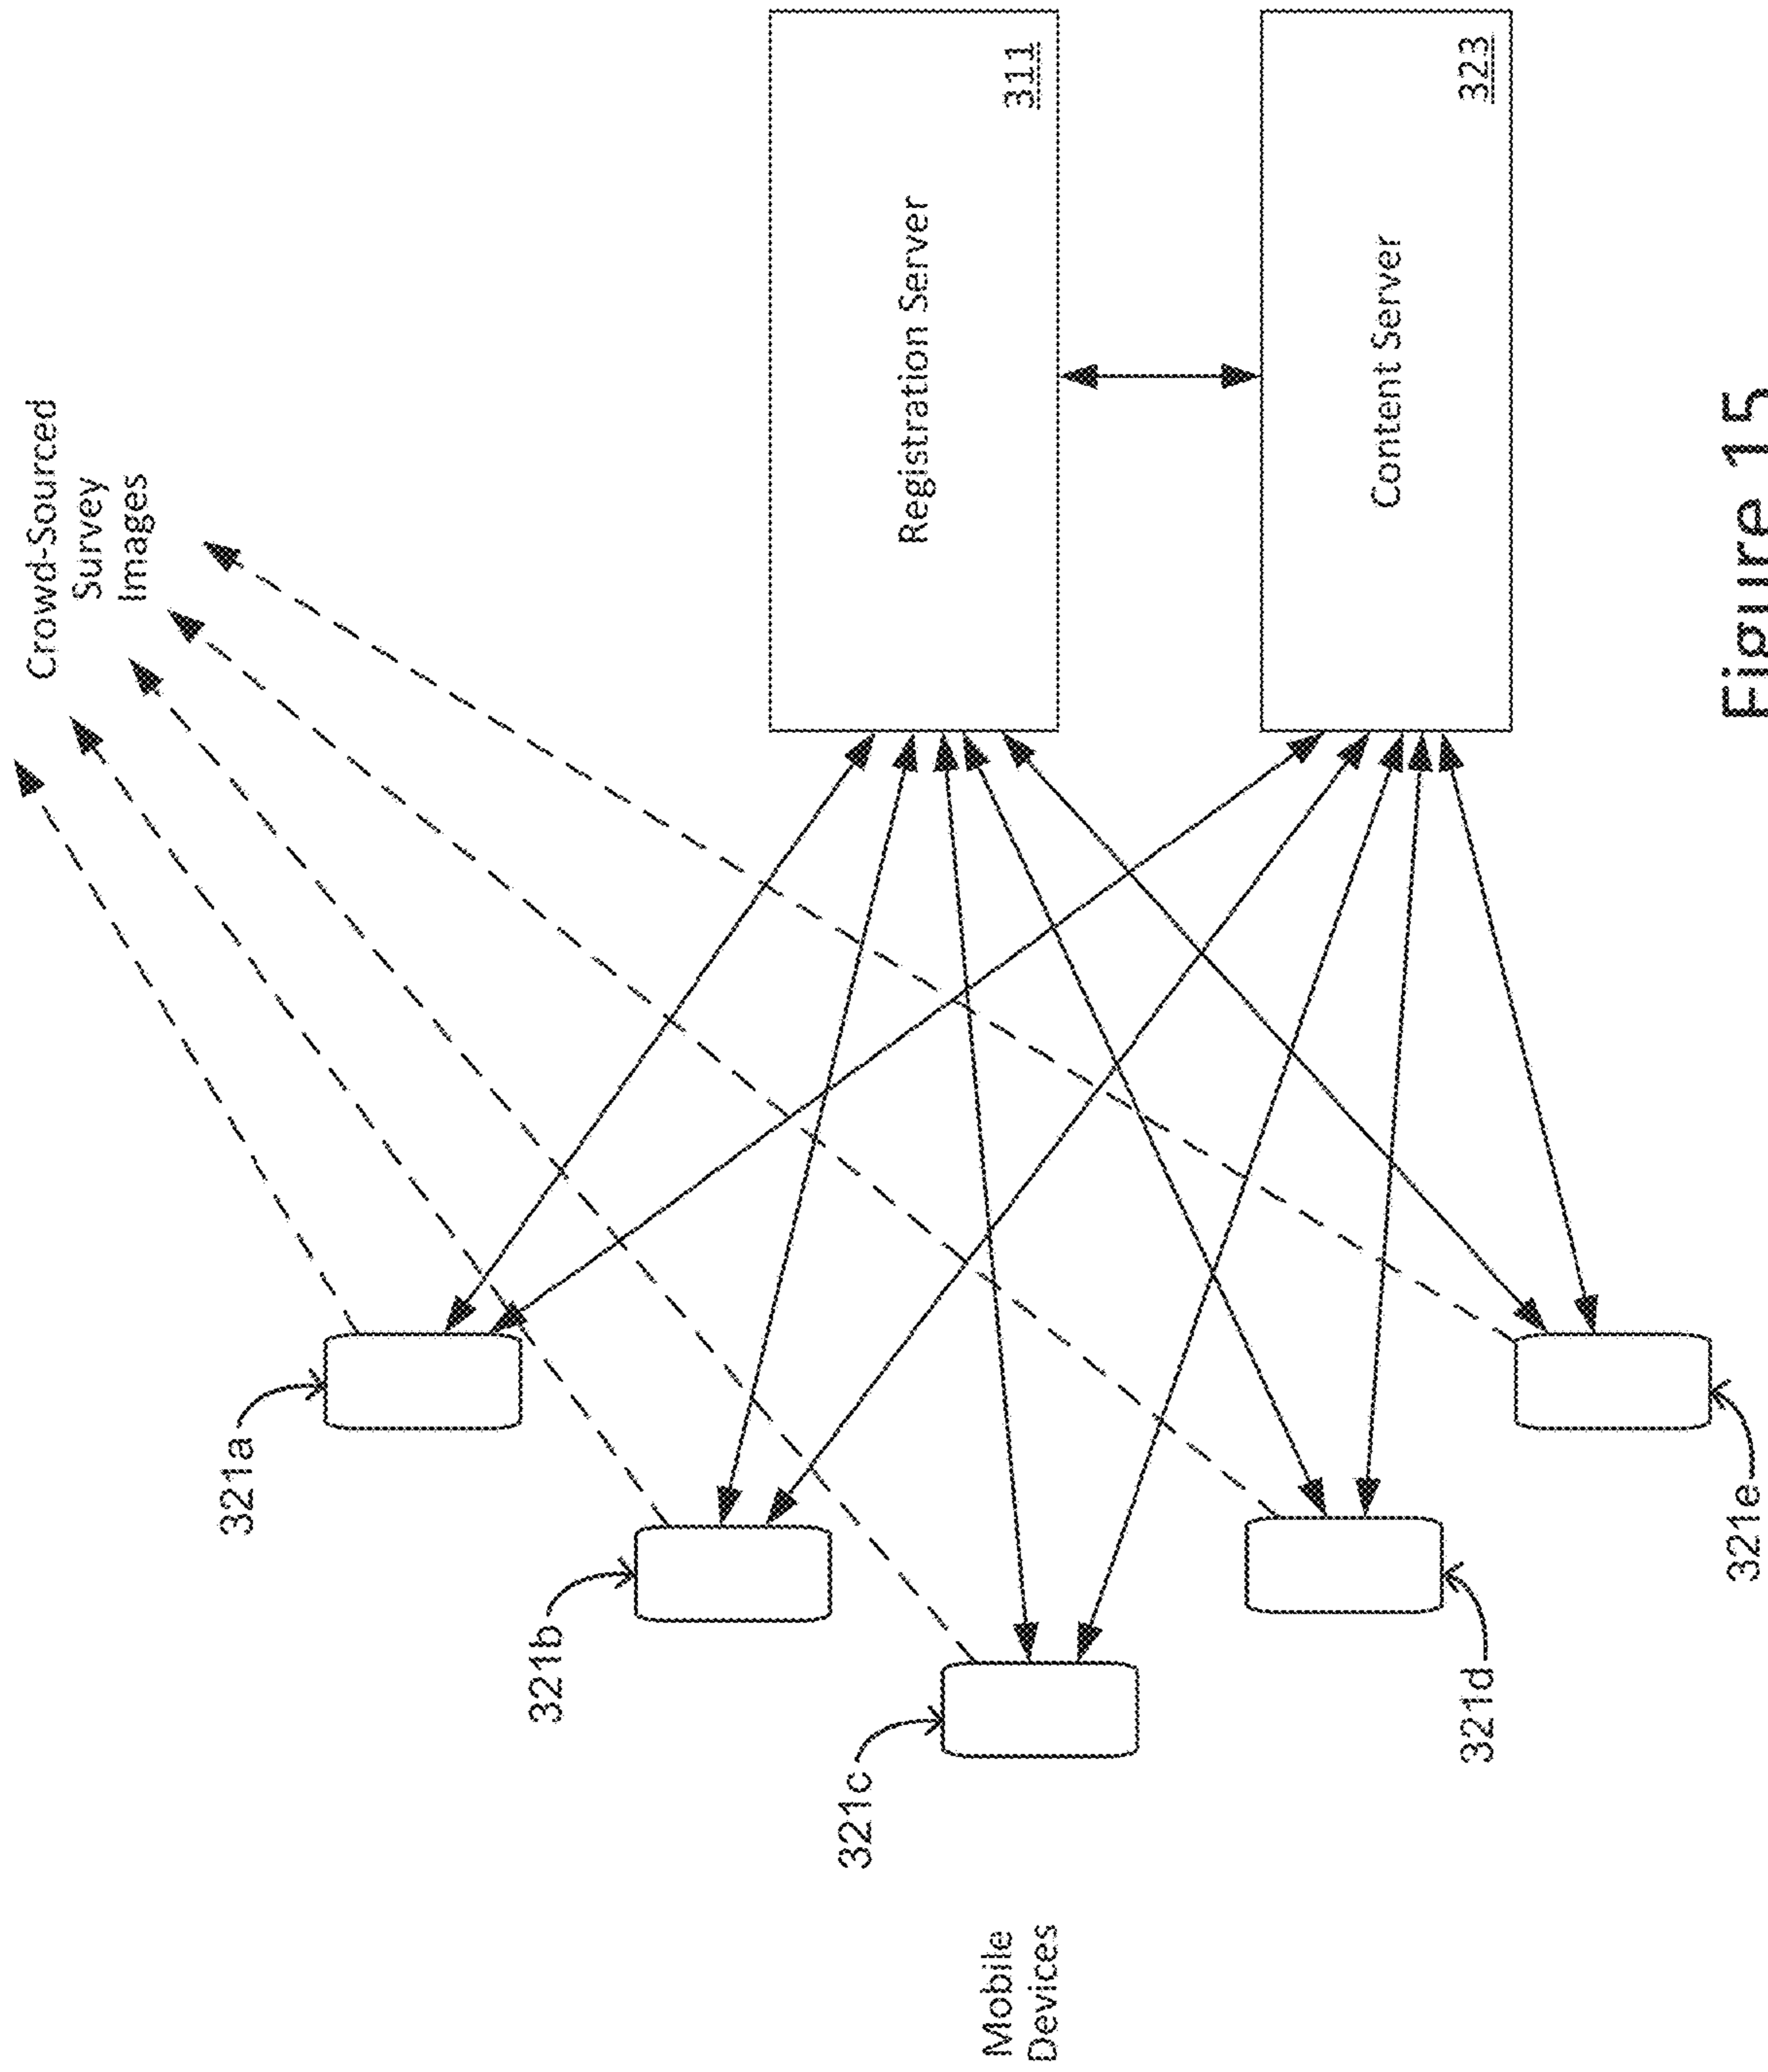 Crowd-Sourced
Survey
Images
321a
321b
321c
321d
321e
Mobile
Devices
Registration Server
311
Content Server
323
Figure 15